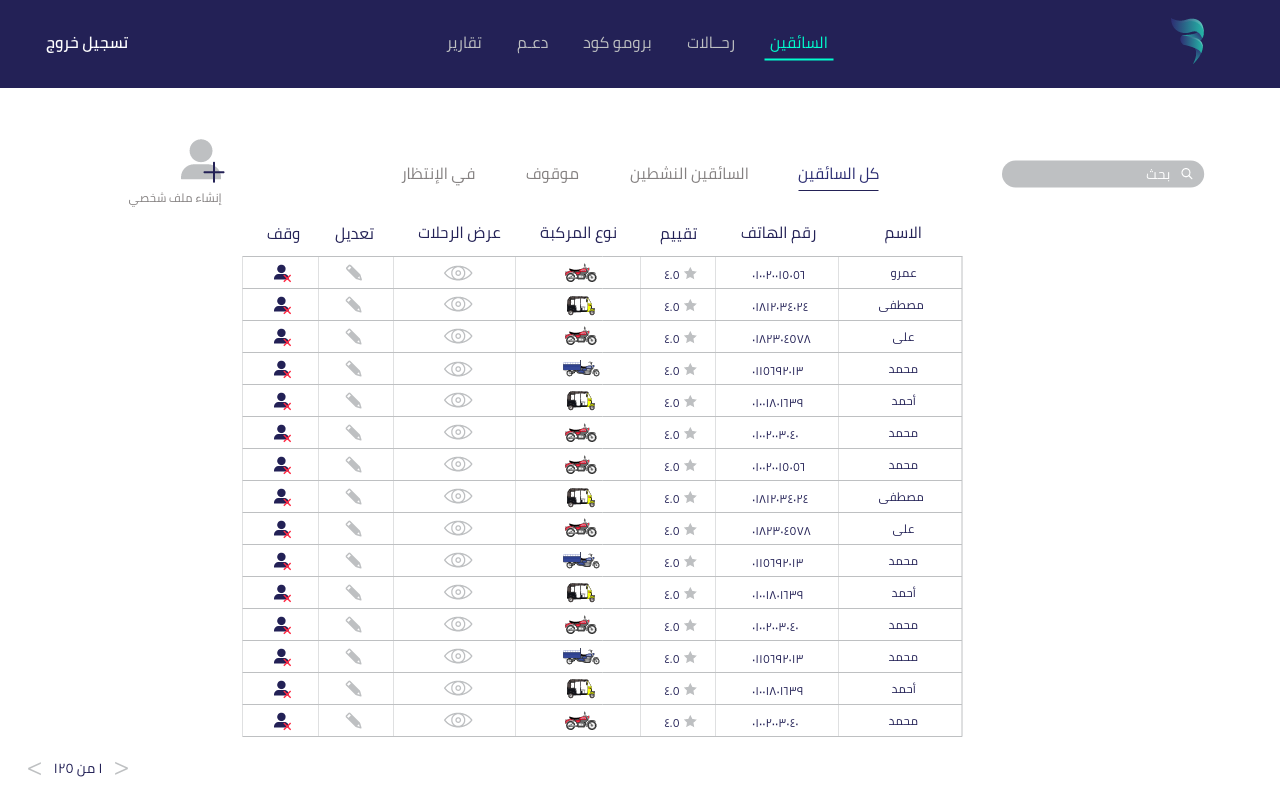 السائقين رحــالات برومو كود دعـم تقارير تسجيل خروج
بحث كل السائقين السائقين النشطين موقوف في الإنتظار
إنشاء ملف شخصي
الاسم رقم الهاتف تقييم نوع المركبة عرض الرحلات تعديل وقف
عمرو ٠١٠٠٢٠٠١٥٠٥٦ ٤.٥
مصطفى ٠١٨١٢٠٣٤٠٢٤ ٤.٥
على ٠١٨٢٣٠٤٥٧٨ ٤.٥
محمد ٠١١٥٦٩٢٠١٣ ٤.٥
أحمد ٠١٠٠١٨٠١٦٣٩ ٤.٥
محمد ٠١٠٠٢٠٠٣٠٤٠ ٤.٥
محمد ٠١٠٠٢٠٠١٥٠٥٦ ٤.٥
مصطفى ٠١٨١٢٠٣٤٠٢٤ ٤.٥
على ٠١٨٢٣٠٤٥٧٨ ٤.٥
محمد ٠١١٥٦٩٢٠١٣ ٤.٥
أحمد ٠١٠٠١٨٠١٦٣٩ ٤.٥
محمد ٠١٠٠٢٠٠٣٠٤٠ ٤.٥
محمد ٠١١٥٦٩٢٠١٣ ٤.٥
أحمد ٠١٠٠١٨٠١٦٣٩ ٤.٥
محمد ٠١٠٠٢٠٠٣٠٤٠ ٤.٥
١ من ١٢٥